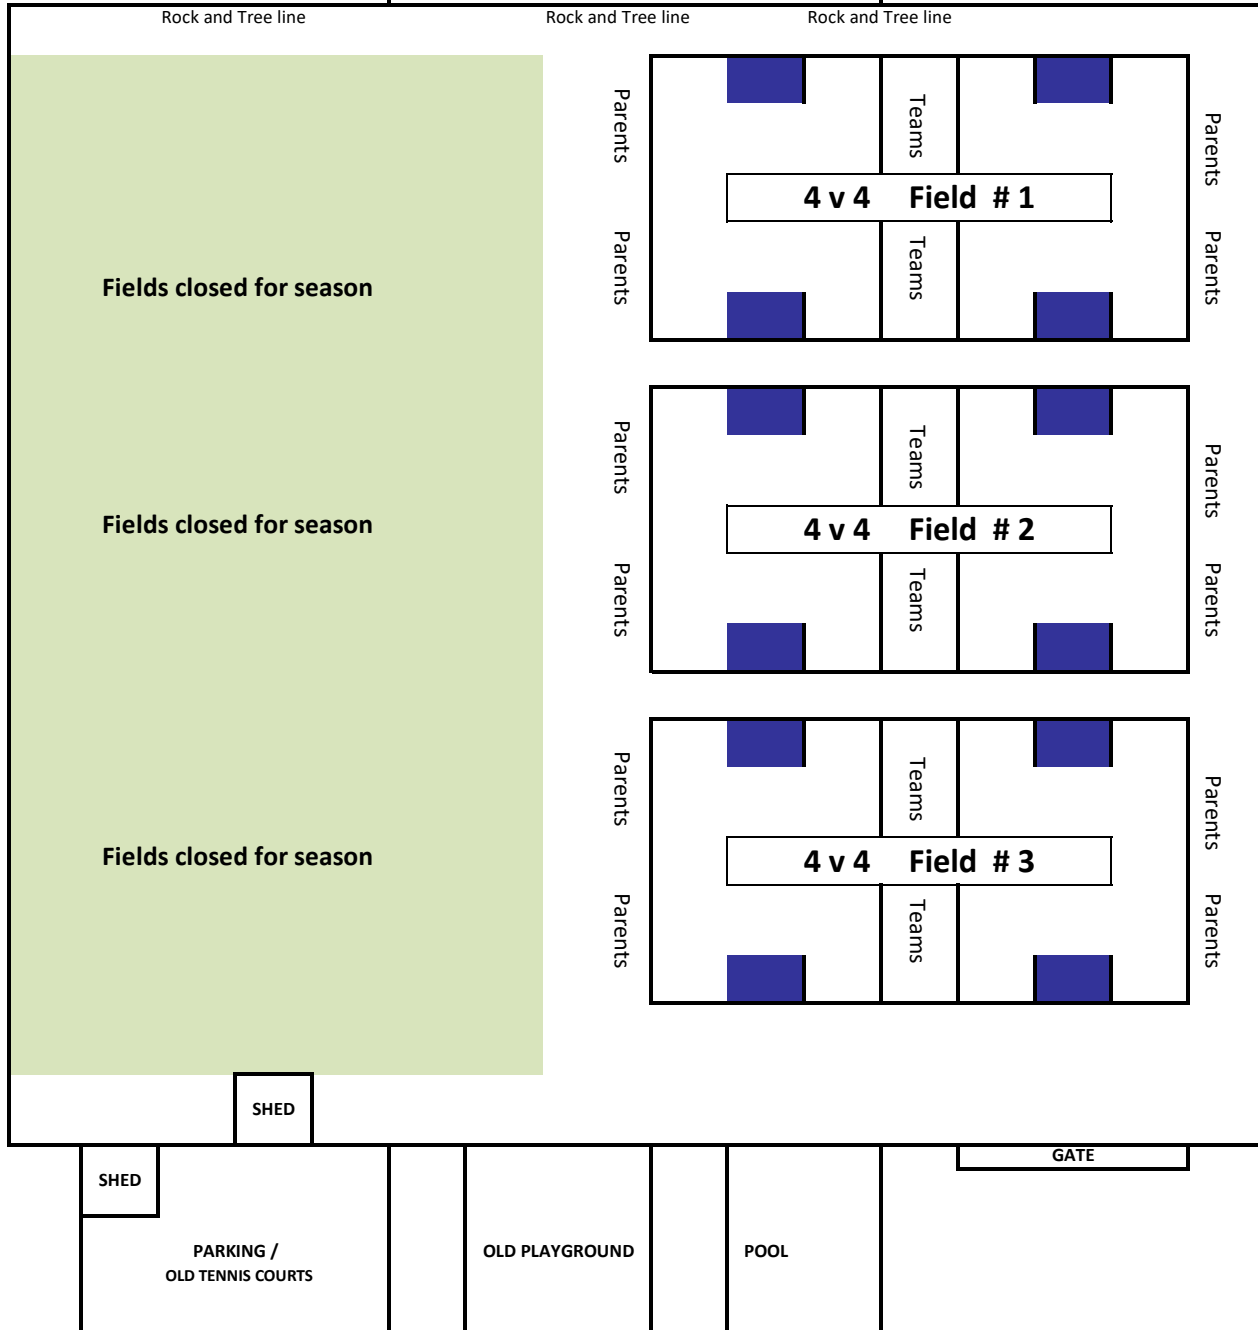 Rock and Tree line
Rock and Tree line
Rock and Tree line
Parents
Teams
Parents
4 v 4 Field # 1
Parents
Teams
Parents
Fields closed for season
Parents
Teams
Parents
Fields closed for season
4 v 4 Field # 2
Parents
Teams
Parents
Parents
Teams
Parents
Fields closed for season
4 v 4 Field # 3
Parents
Teams
Parents
SHED
GATE
SHED
PARKING /
OLD TENNIS COURTS
OLD PLAYGROUND
POOL